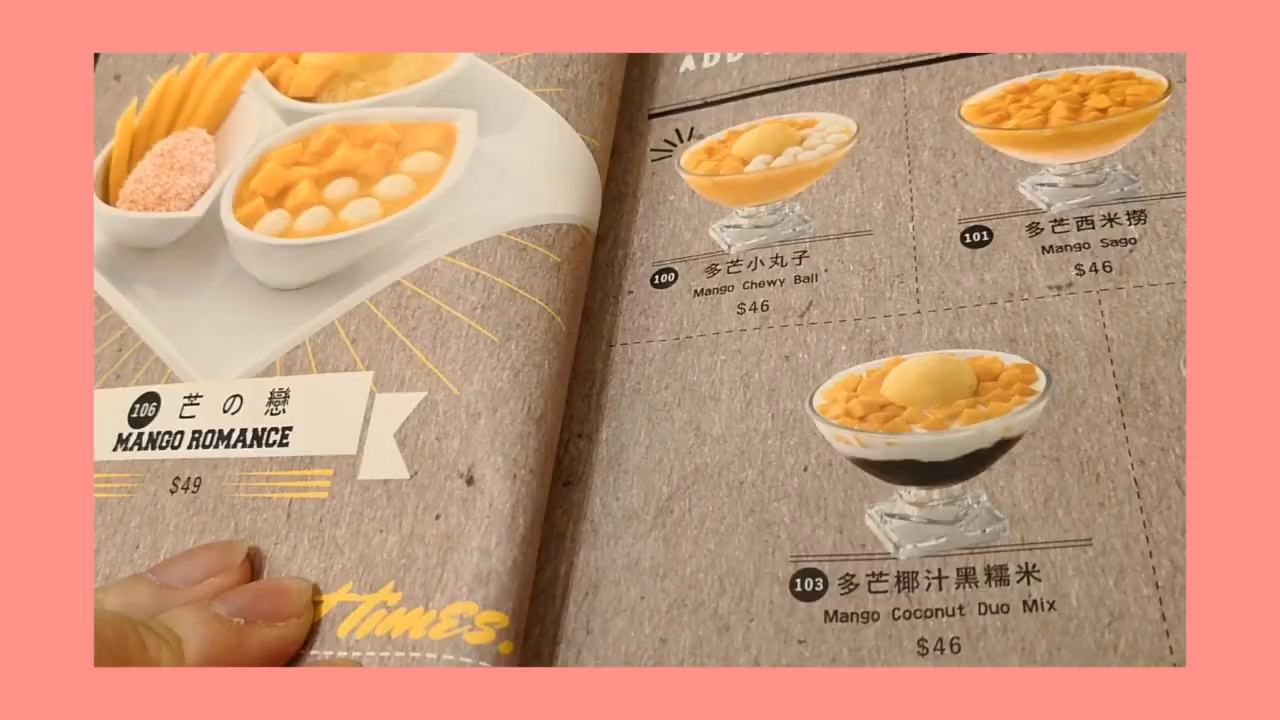 106 芒の戀
MANGO ROMANCE
$49
Times.
ADD
100 多芒小丸子
Mango Chewy Ball
$46
101 多芒西米撈
Mango Sago
$46
103 多芒椰汁黑糯米
Mango Coconut Duo Mix
$46